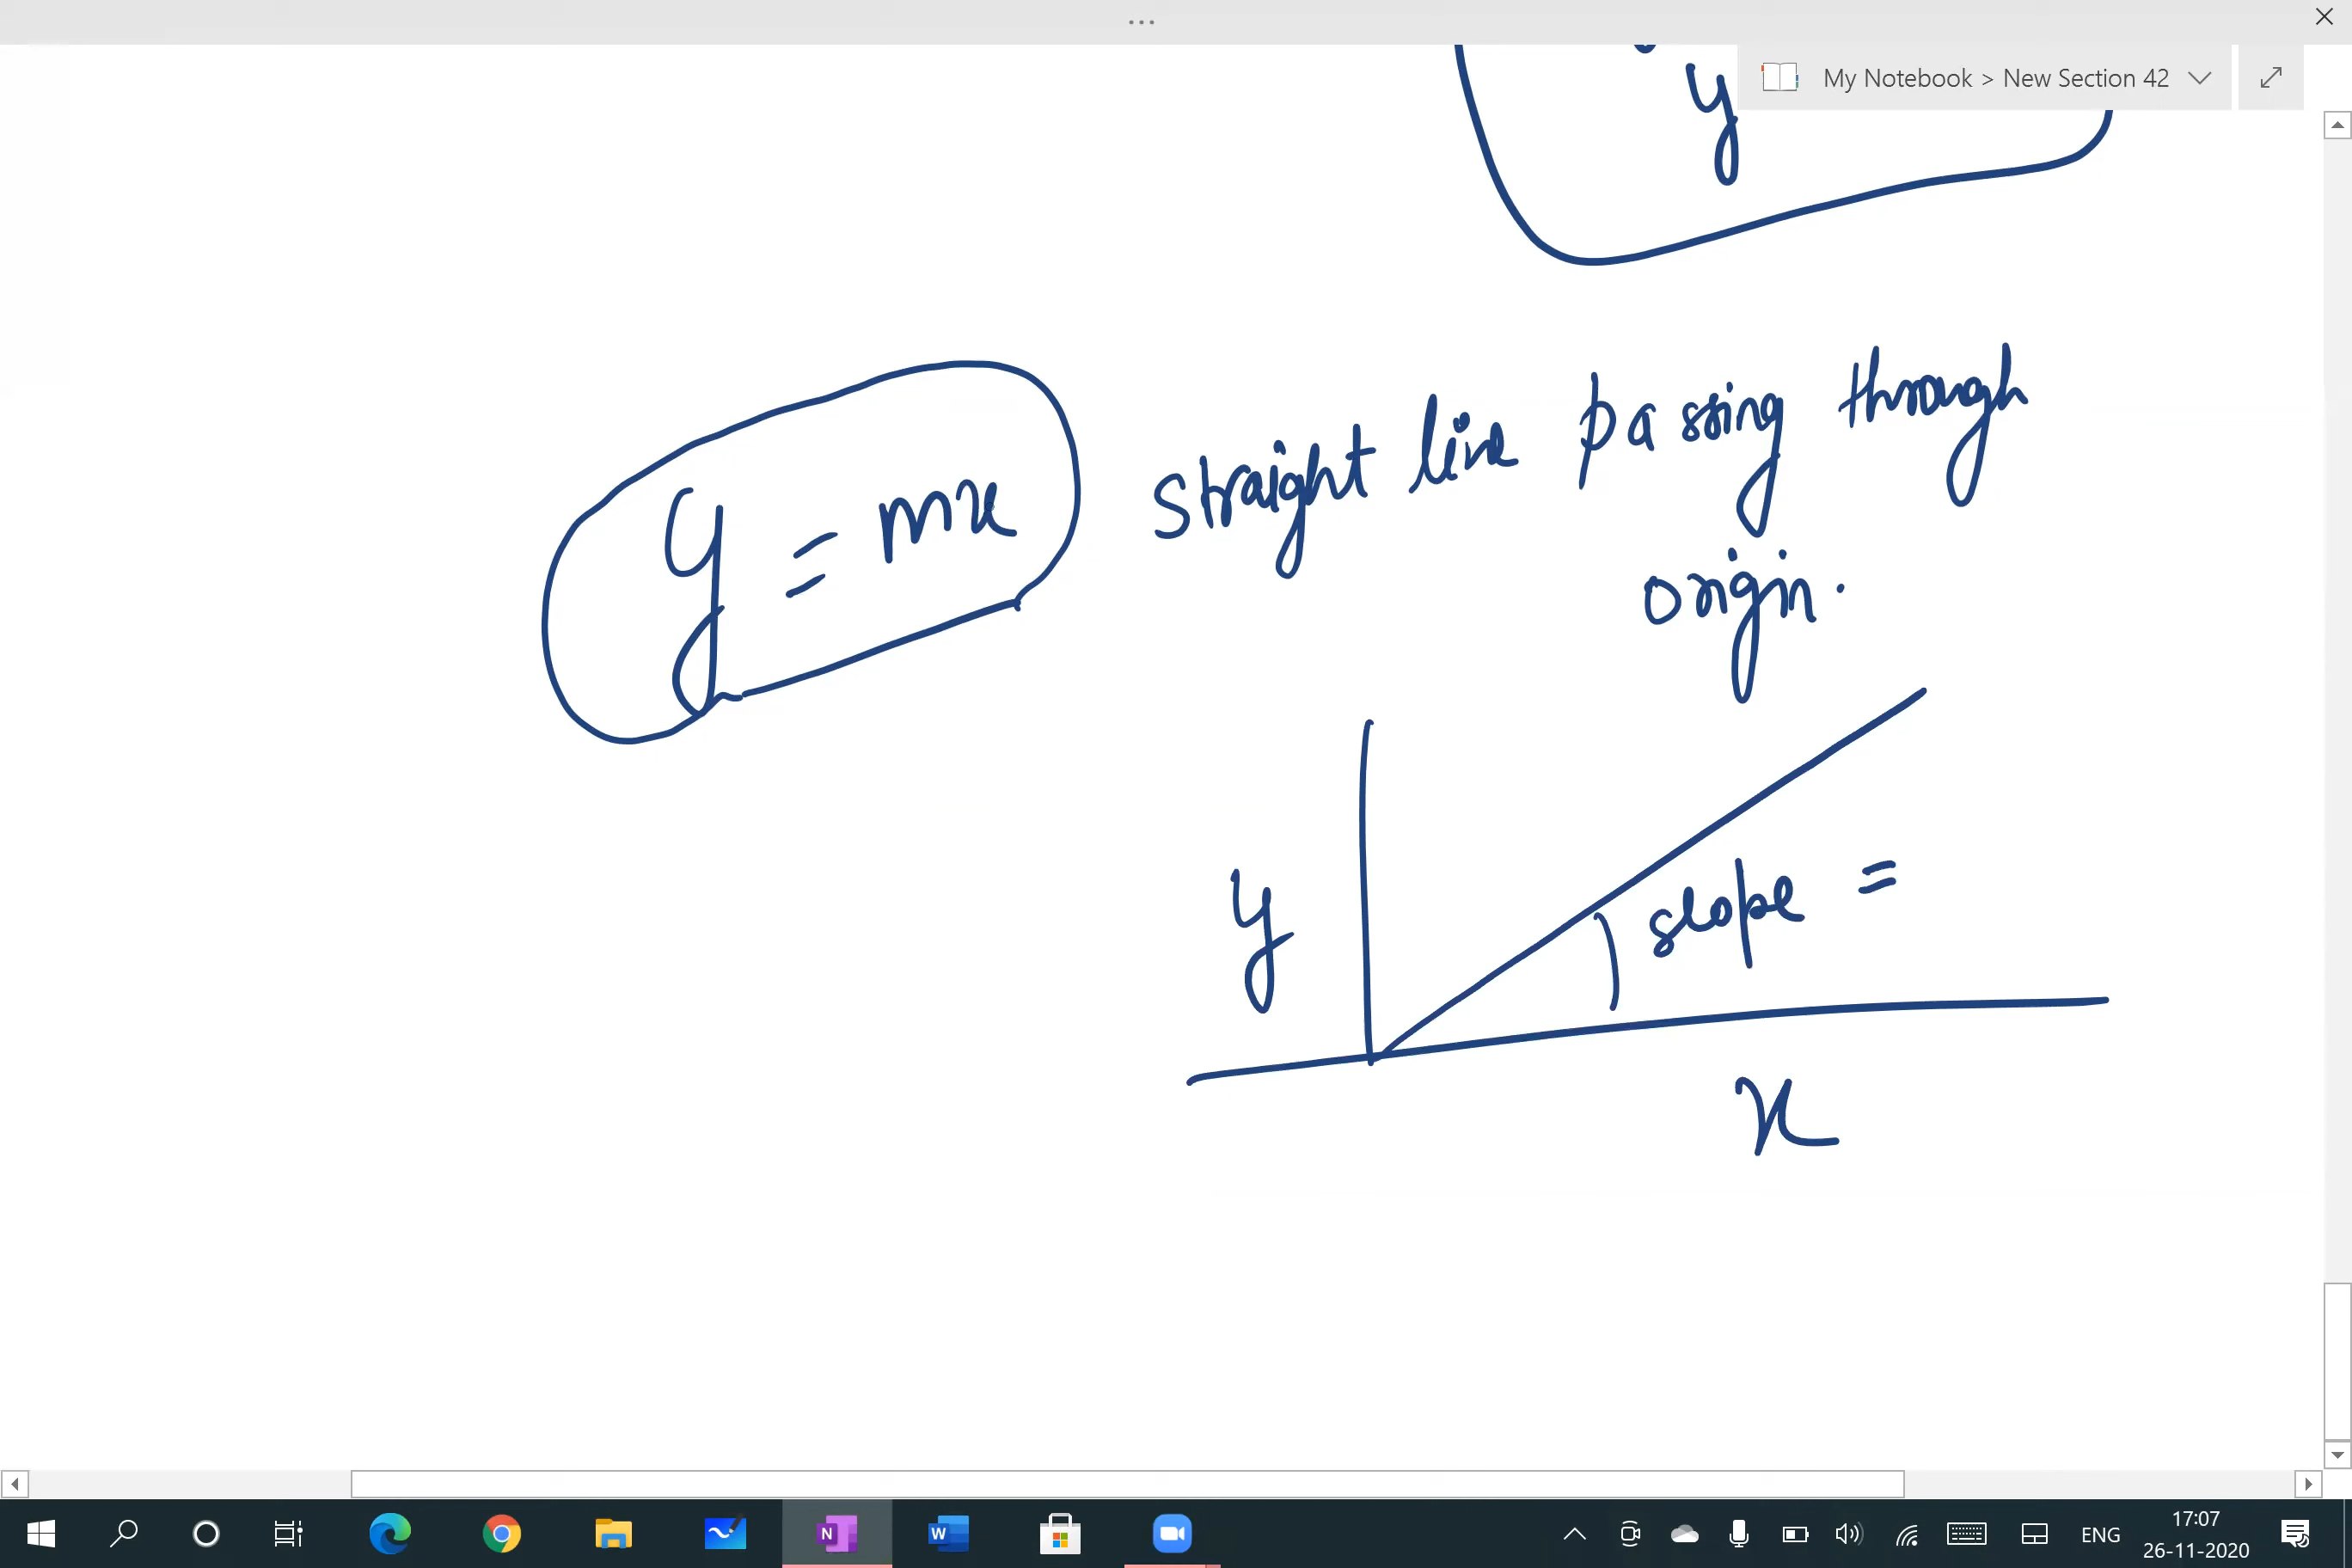 My Notebook > New Section 42
y
y = mx
straight line passing through
origin.
y
slope =
x
ENG
17:07
26-11-2020